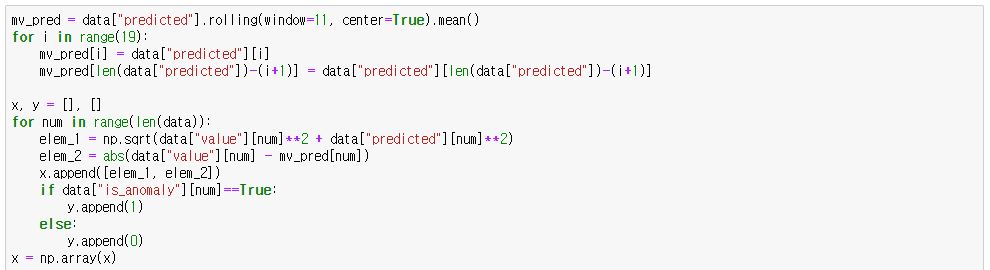 mv_pred = data["predicted"].rolling(window=11, center=True).mean()
for i in range(19):
    mv_pred[i] = data["predicted"][i]
    mv_pred[len(data["predicted"])-(i+1)] = data["predicted"][len(data["predicted"])-(i+1)]

x, y = [], []
for num in range(len(data)):
    elem_1 = np.sqrt(data["value"][num]**2 + data["predicted"][num]**2)
    elem_2 = abs(data["value"][num] - mv_pred[num])
    x.append([elem_1, elem_2])
    if data["is_anomaly"][num]==True:
        y.append(1)
    else:
        y.append(0)
x = np.array(x)